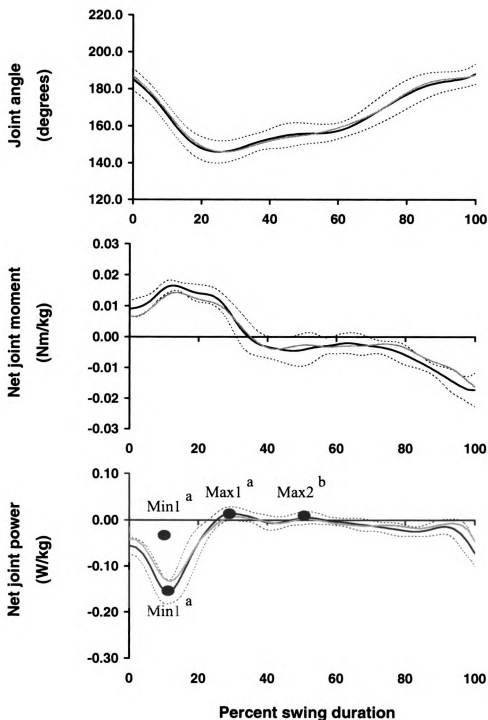 220.0
200.0
180.0
160.0
140.0
120.0
Joint angle
(degrees)
0 20 40 60 80 100
0.03
0.02
0.01
0.00
-0.01
-0.02
-0.03
Net joint moment
(Nm/kg)
0 20 40 60 80 100
0.10
0.00
-0.10
-0.20
-0.30
Net joint power
(W/kg)
Min1 a
Max1 a
Max2 b
Min1 a
0 20 40 60 80 100
Percent swing duration